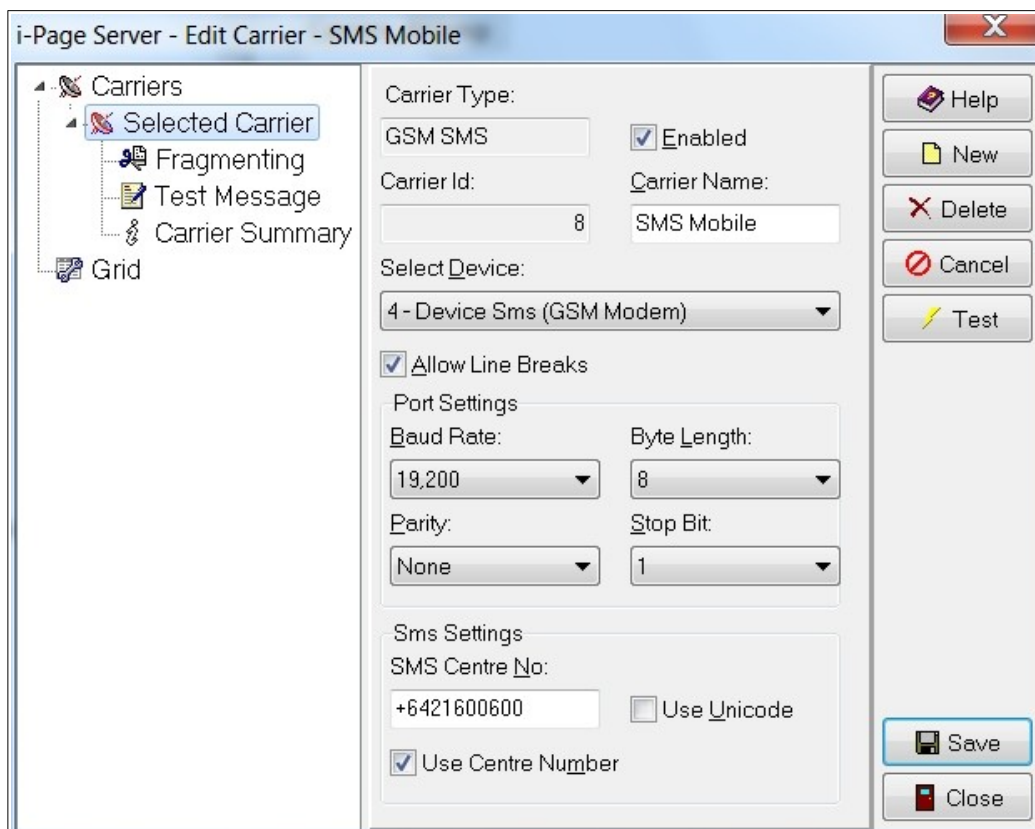 i-Page Server - Edit Carrier - SMS Mobile
X
Carriers
Selected Carrier
Fragmenting
Test Message
Carrier Summary
Grid
Carrier Type:
GSM SMS
Enabled
Carrier Id:
Carrier Name:
8
SMS Mobile
Select Device:
4 - Device Sms (GSM Modem)
Allow Line Breaks
Port Settings
Baud Rate:
Byte Length:
19,200
8
Parity:
Stop Bit:
None
1
Sms Settings
SMS Centre No:
+6421600600
Use Unicode
Use Centre Number
Help
New
Delete
Cancel
Test
Save
Close